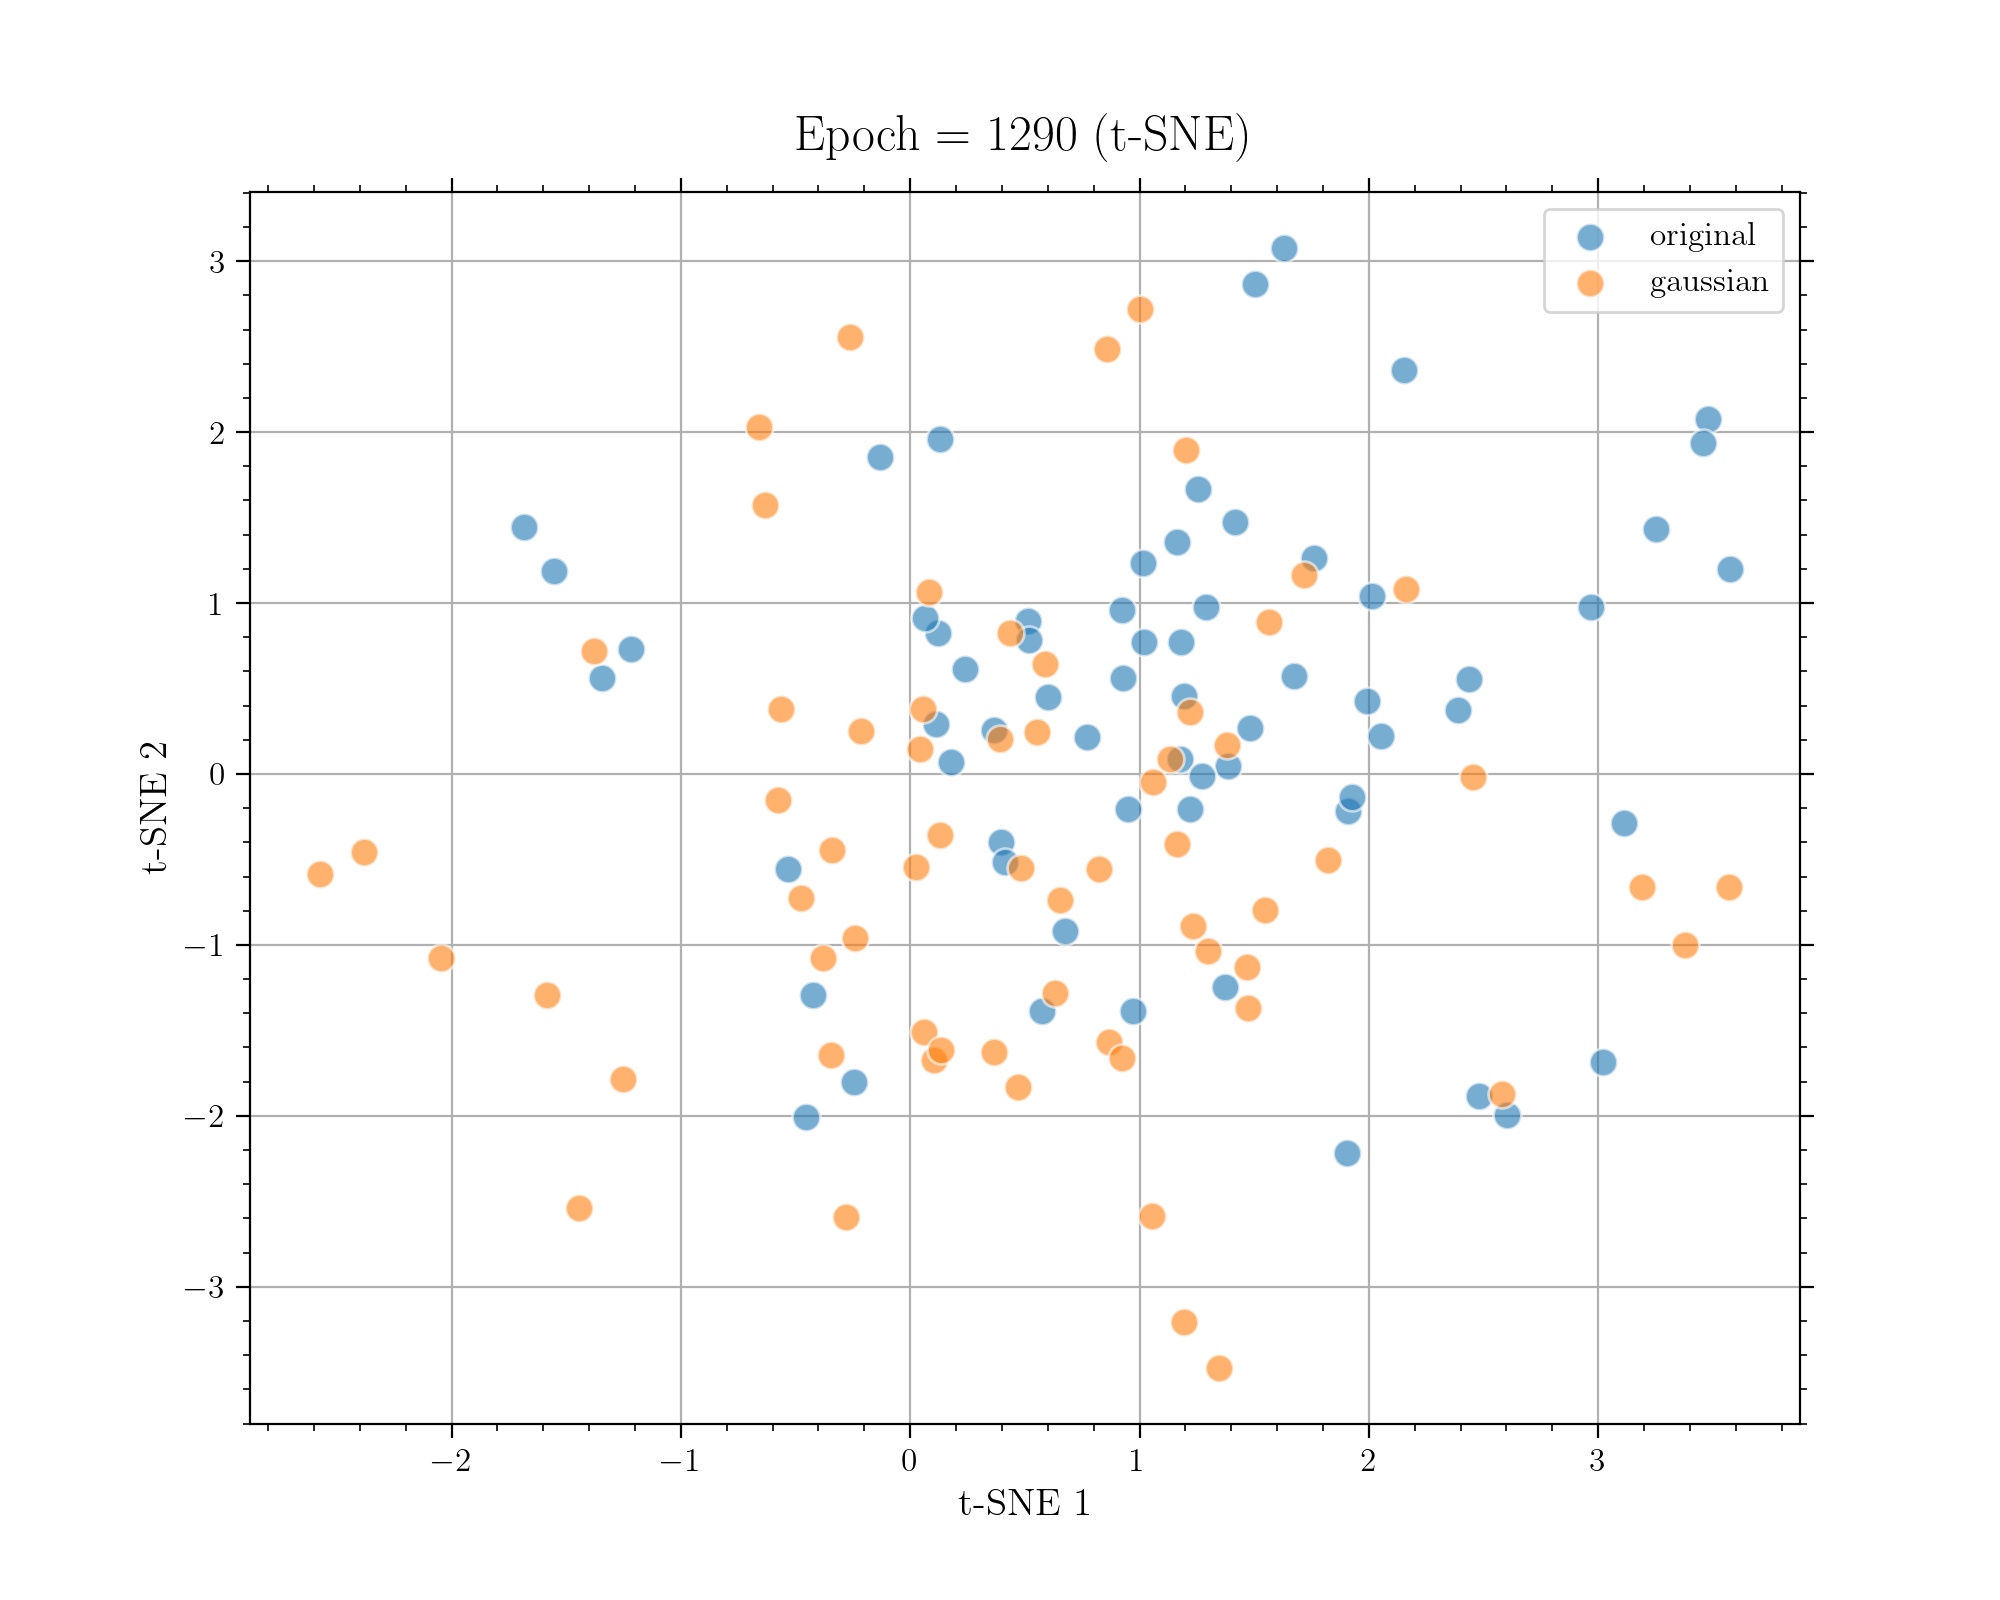 Epoch = 1290 (t-SNE)
original
gaussian
3
2
1
0
−1
−2
−3
t-SNE 2
−2
−1
0
1
2
3
t-SNE 1